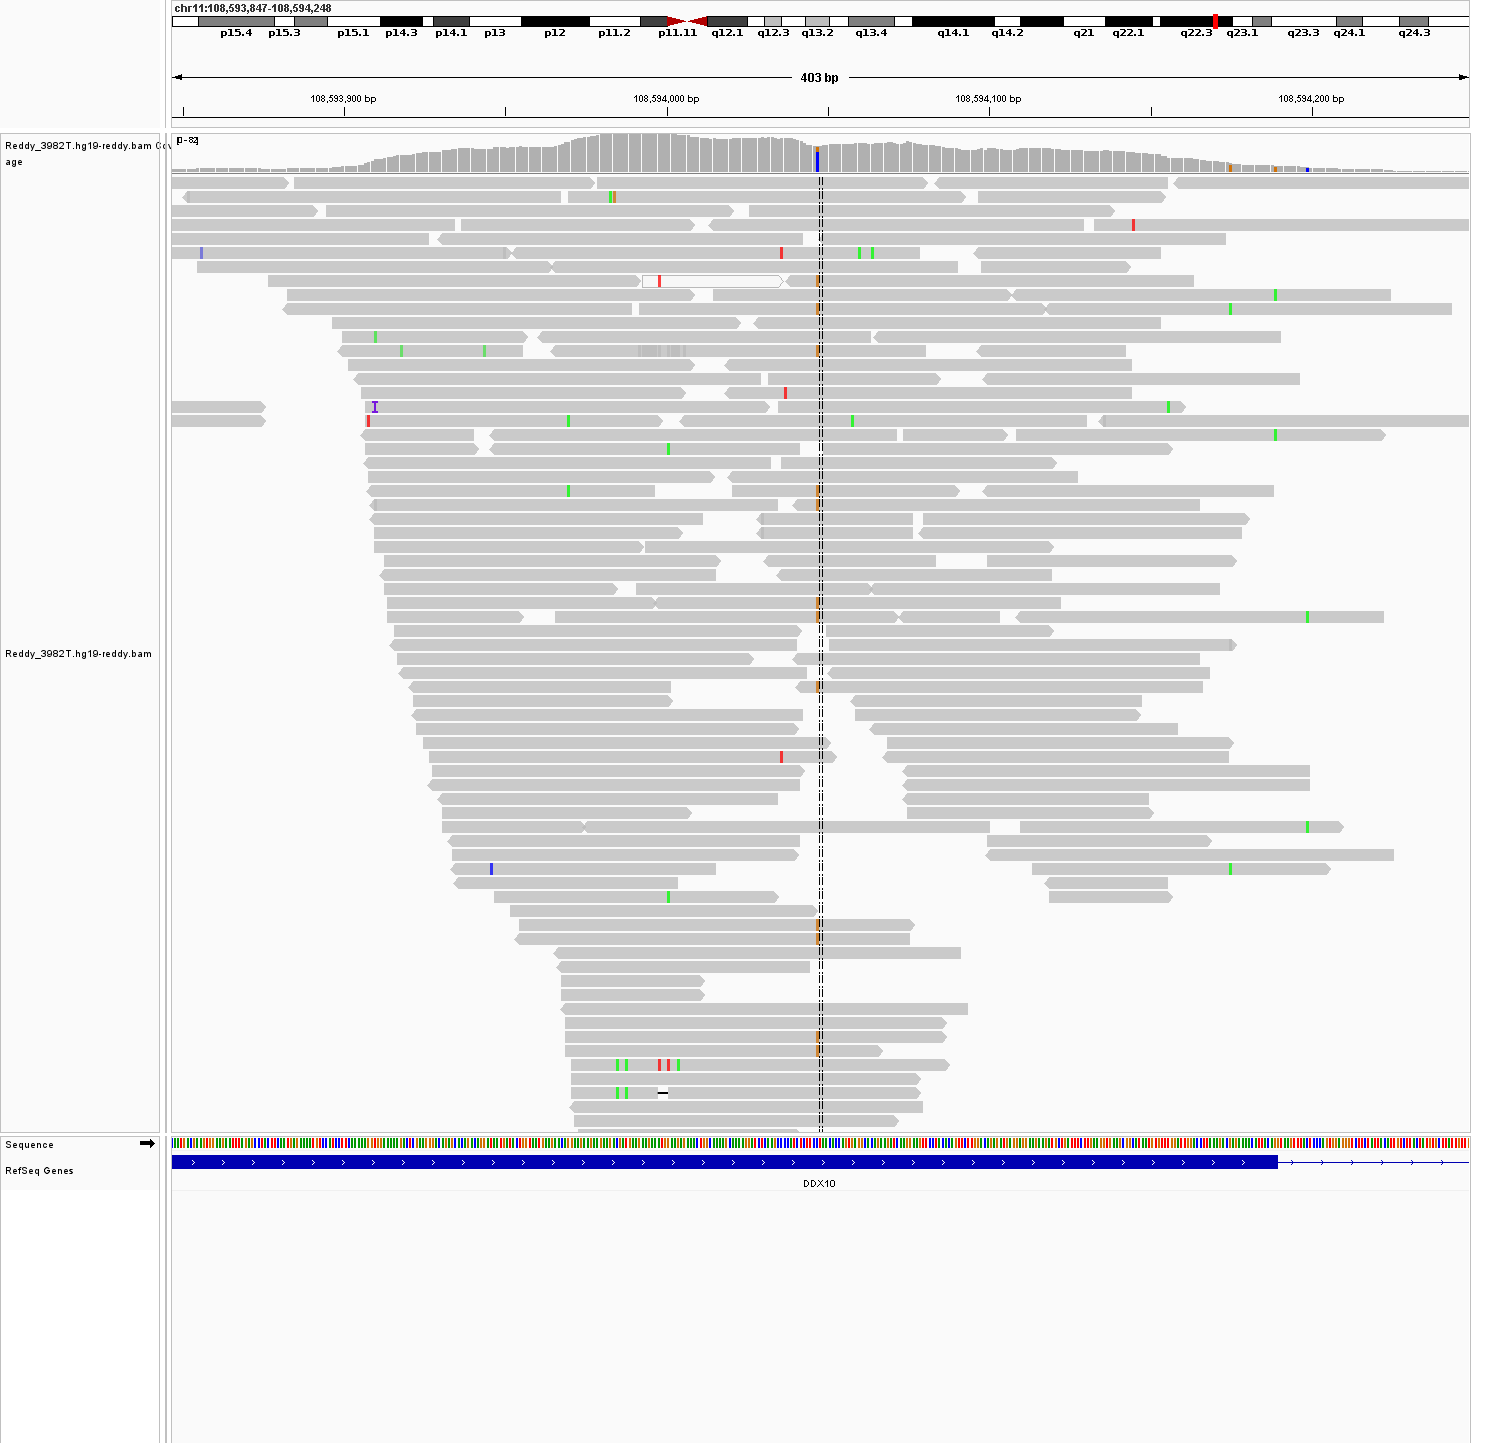 chr11:108,593,847-108,594,248
p15.4 p15.3 p15.1 p14.3 p14.1 p13 p12 p11.2 p11.11 q12.1 q12.3 q13.2 q13.4 q14.1 q14.2 q21 q22.1 q22.3 q23.1 q23.3 q24.1 q24.3
403 bp
108,593,900 bp 108,594,000 bp 108,594,100 bp 108,594,200 bp
Reddy_3982T.hg19-reddy.bam Cov
age
[0 - 82]
Reddy_3982T.hg19-reddy.bam
Sequence
RefSeq Genes
DDX10